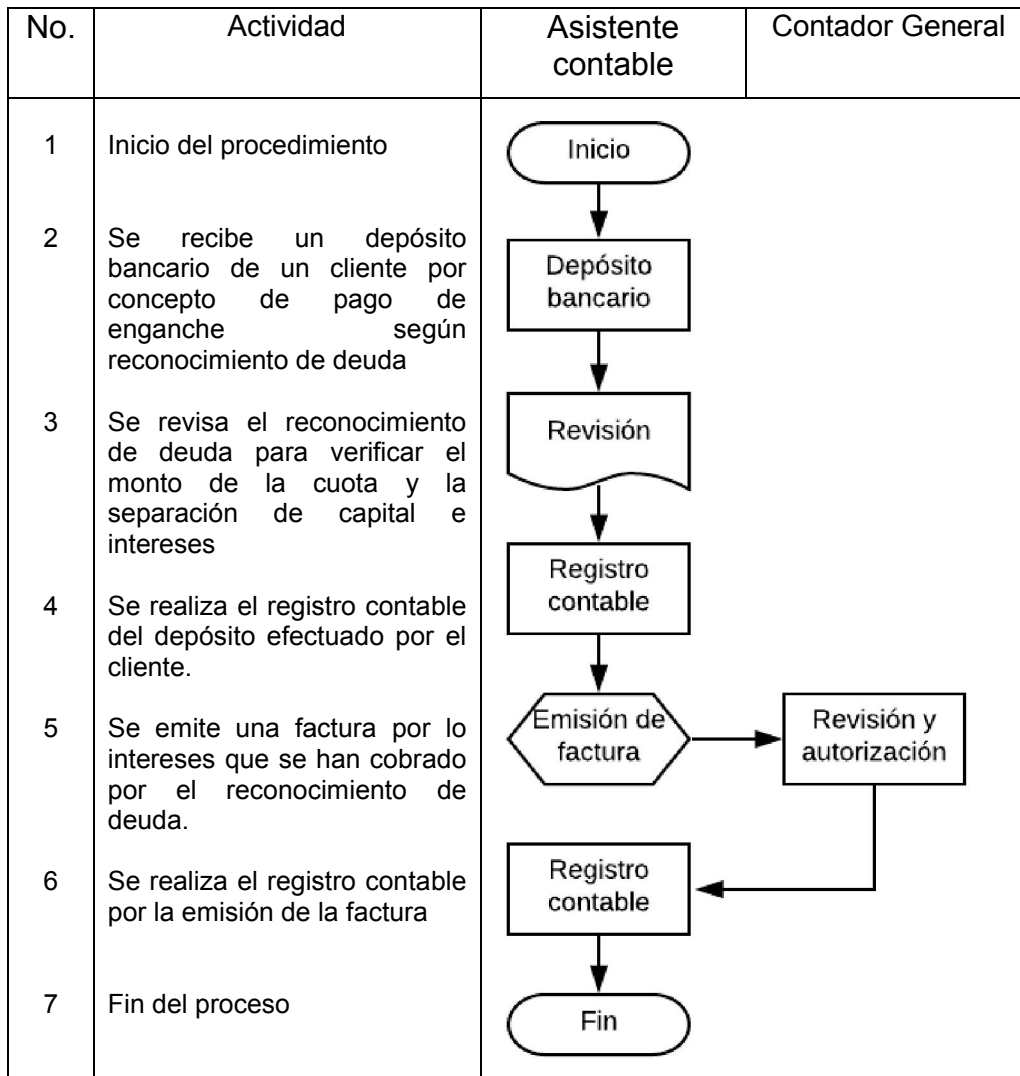 No.
Actividad
Asistente
contable
Contador General
1
Inicio del procedimiento
Inicio
2
Se recibe un depósito
bancario de un cliente por
concepto de pago de
enganche según
reconocimiento de deuda
Depósito
bancario
3
Se revisa el reconocimiento
de deuda para verificar el
monto de la cuota y la
separación de capital e
intereses
Revisión
4
Se realiza el registro contable
del depósito efectuado por el
cliente.
Registro
contable
5
Se emite una factura por lo
intereses que se han cobrado
por el reconocimiento de
deuda.
Emisión de
factura
Revisión y
autorización
6
Se realiza el registro contable
por la emisión de la factura
Registro
contable
7
Fin del proceso
Fin